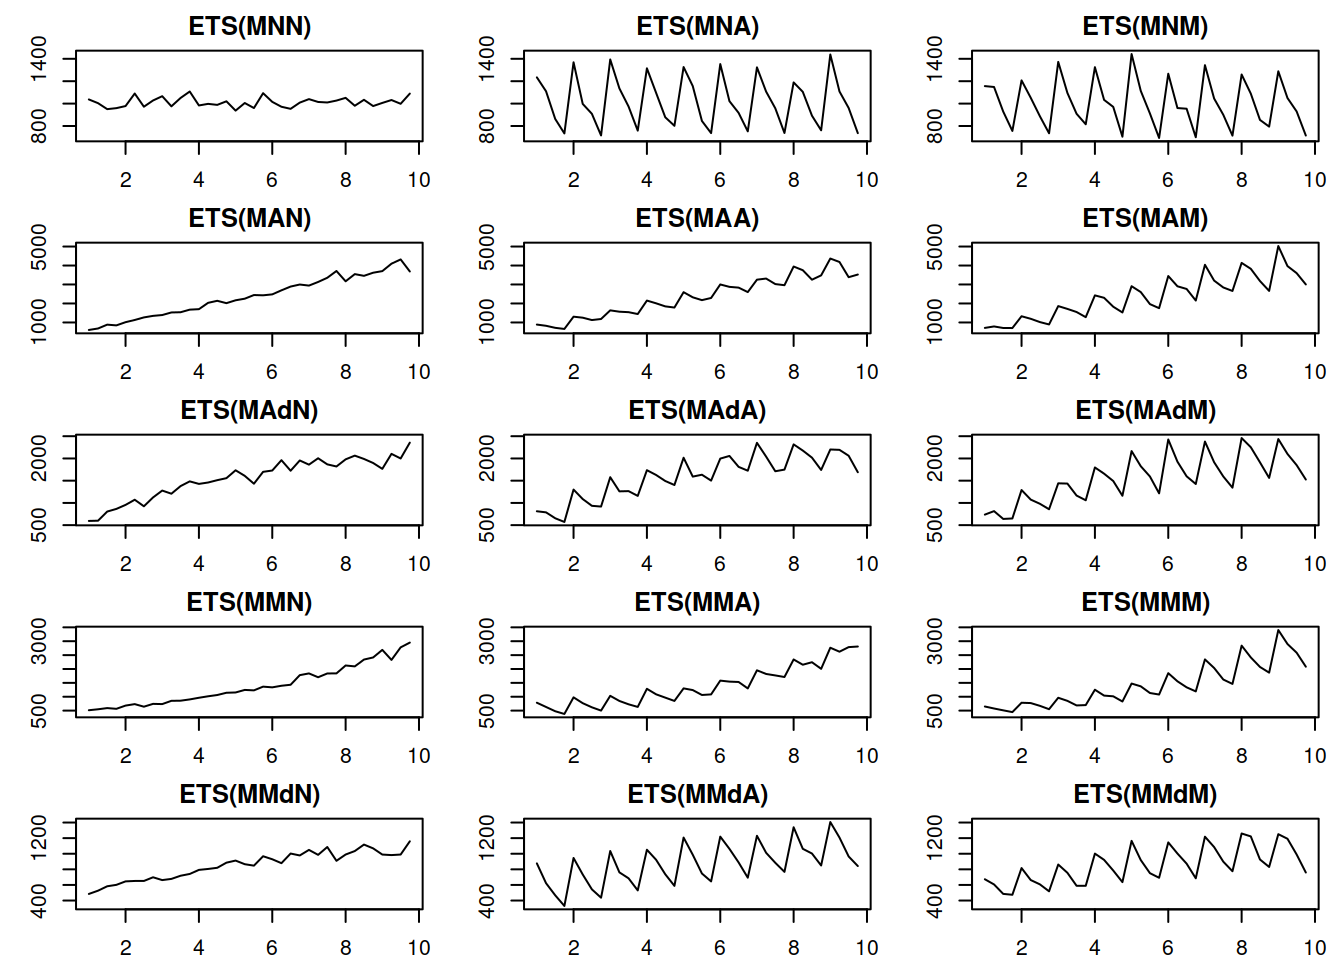 ETS(MNN) ETS(MNA) ETS(MNM)
1400 1400 1400
800 800 800
2 4 6 8 10 2 4 6 8 10 2 4 6 8 10
ETS(MAN) ETS(MAA) ETS(MAM)
5000 5000 5000
1000 1000 1000
2 4 6 8 10 2 4 6 8 10 2 4 6 8 10
ETS(MAdN) ETS(MAdA) ETS(MAdM)
2000 2000 2000
500 500 500
2 4 6 8 10 2 4 6 8 10 2 4 6 8 10
ETS(MMN) ETS(MMA) ETS(MMM)
3000 3000 3000
500 500 500
2 4 6 8 10 2 4 6 8 10 2 4 6 8 10
ETS(MMdN) ETS(MMdA) ETS(MMdM)
1200 1200 1200
400 400 400
2 4 6 8 10 2 4 6 8 10 2 4 6 8 10